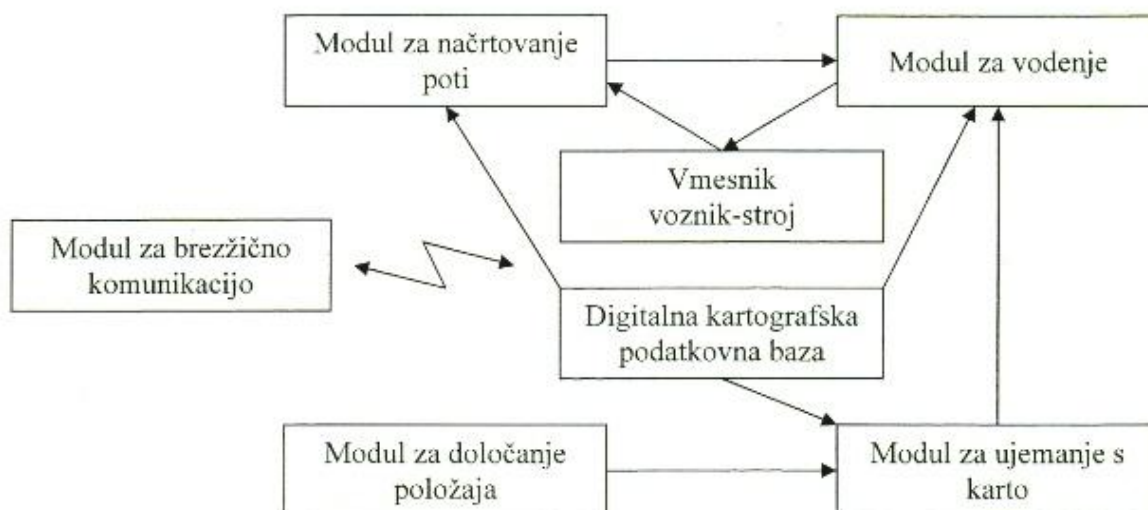 Modul za načrtovanje
poti
Modul za vodenje
Vmesnik
voznik-stroj
Modul za brezžično
komunikacijo
Digitalna kartografska
podatkovna baza
Modul za določanje
položaja
Modul za ujemanje s
karto